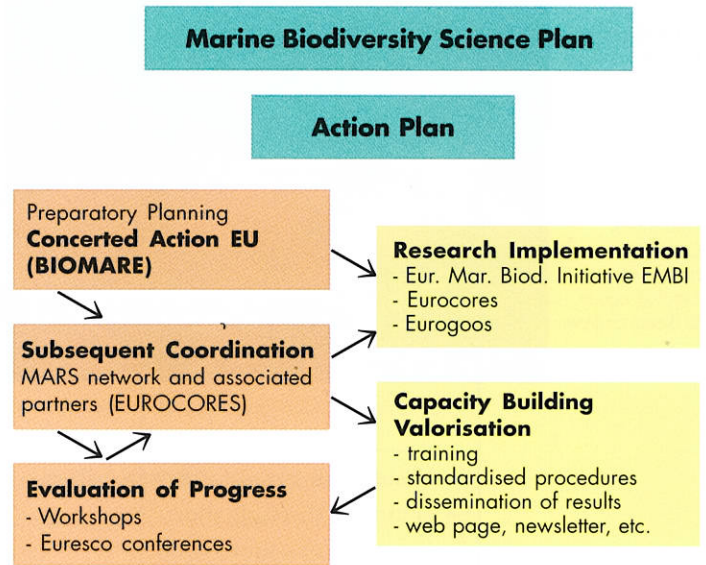 Marine Biodiversity Science Plan
Action Plan
Preparatory Planning
Concerted Action EU
(BIOMARE)
Subsequent Coordination
MARS network and associated
partners (EUROCORES)
Evaluation of Progress
- Workshops
- Euresco conferences
Research Implementation
- Eur. Mar. Biod. Initiative EMBI
- Eurocores
- Eurogoos
Capacity Building
Valorisation
- training
- standardised procedures
- dissemination of results
- web page, newsletter, etc.